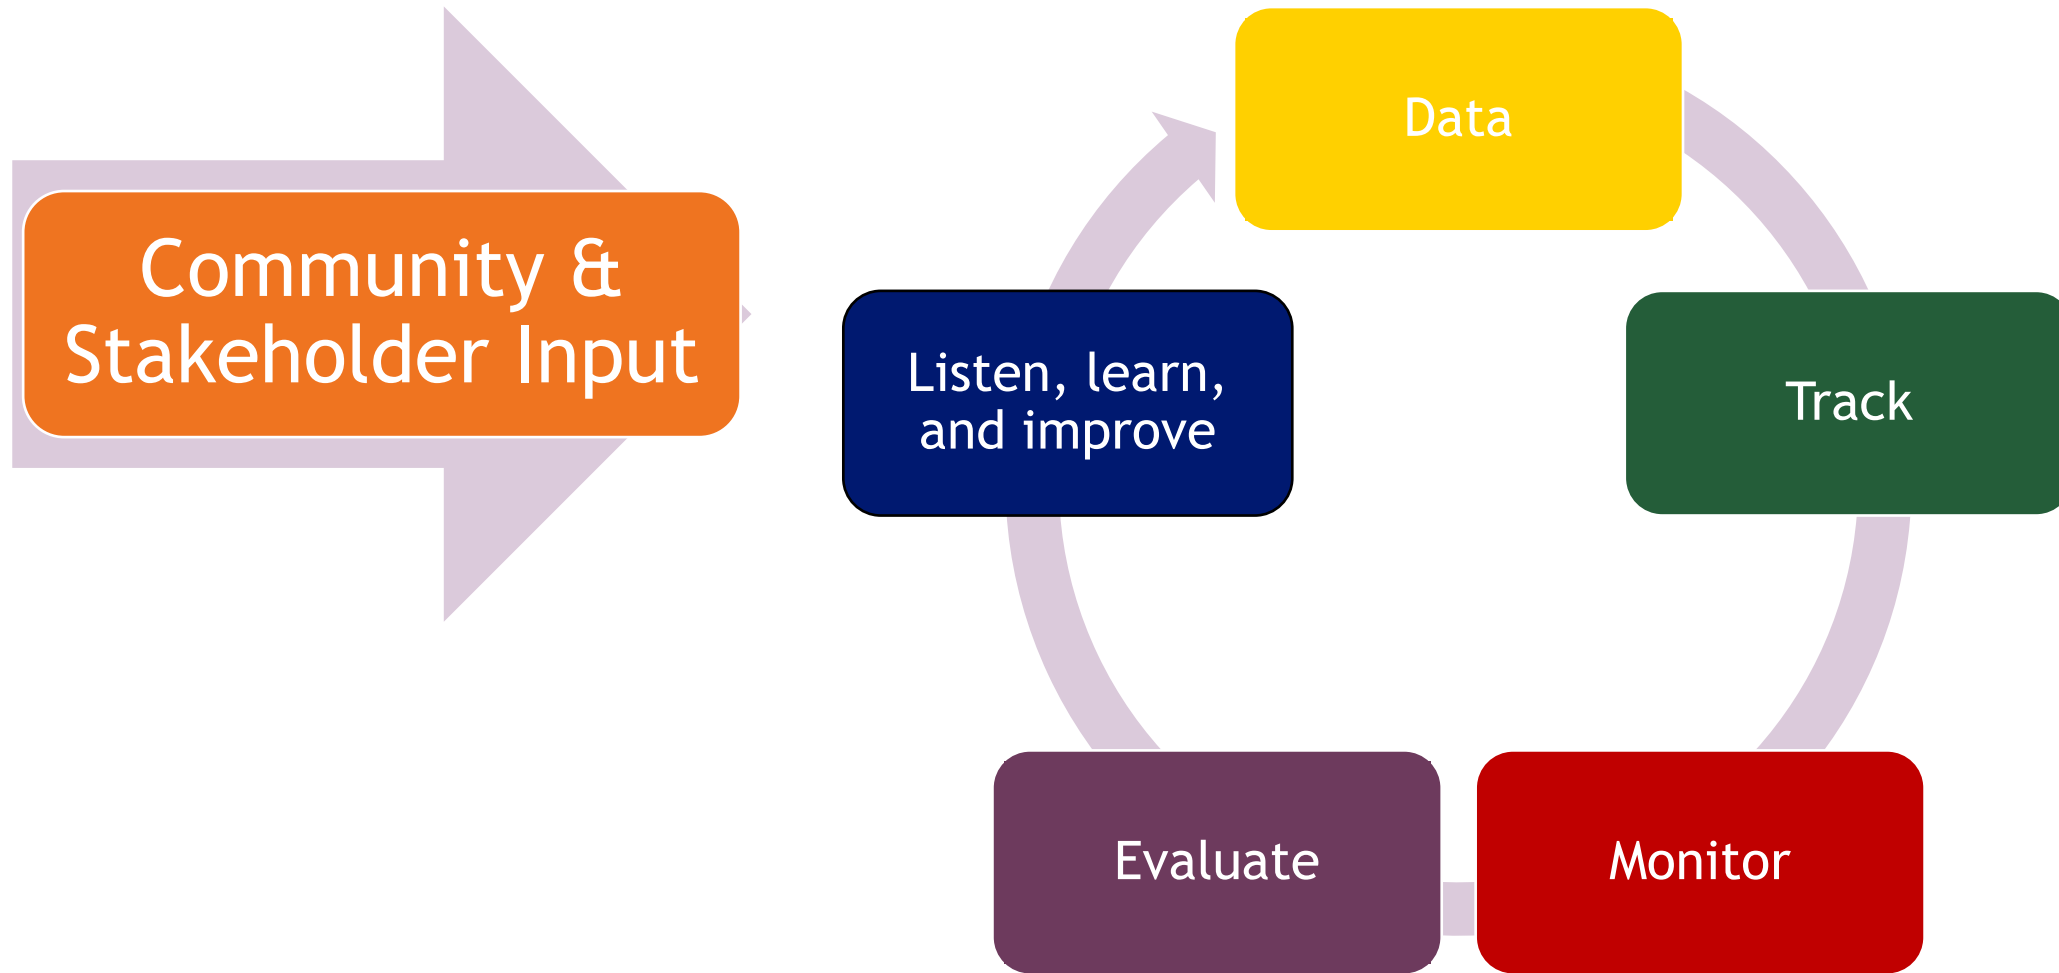 Community &
Stakeholder Input
Data
Track
Monitor
Evaluate
Listen, learn,
and improve